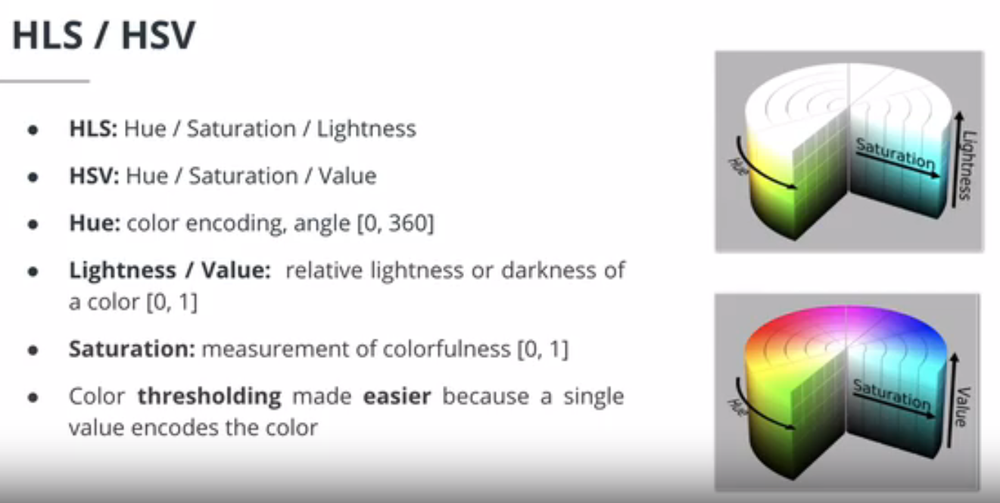 HLS / HSV
● HLS: Hue / Saturation / Lightness
● HSV: Hue / Saturation / Value
● Hue: color encoding, angle [0, 360]
● Lightness / Value: relative lightness or darkness of
a color [0, 1]
● Saturation: measurement of colorfulness [0, 1]
● Color thresholding made easier because a single
value encodes the color
Hue
Saturation
Lightness
Hue
Saturation
Value